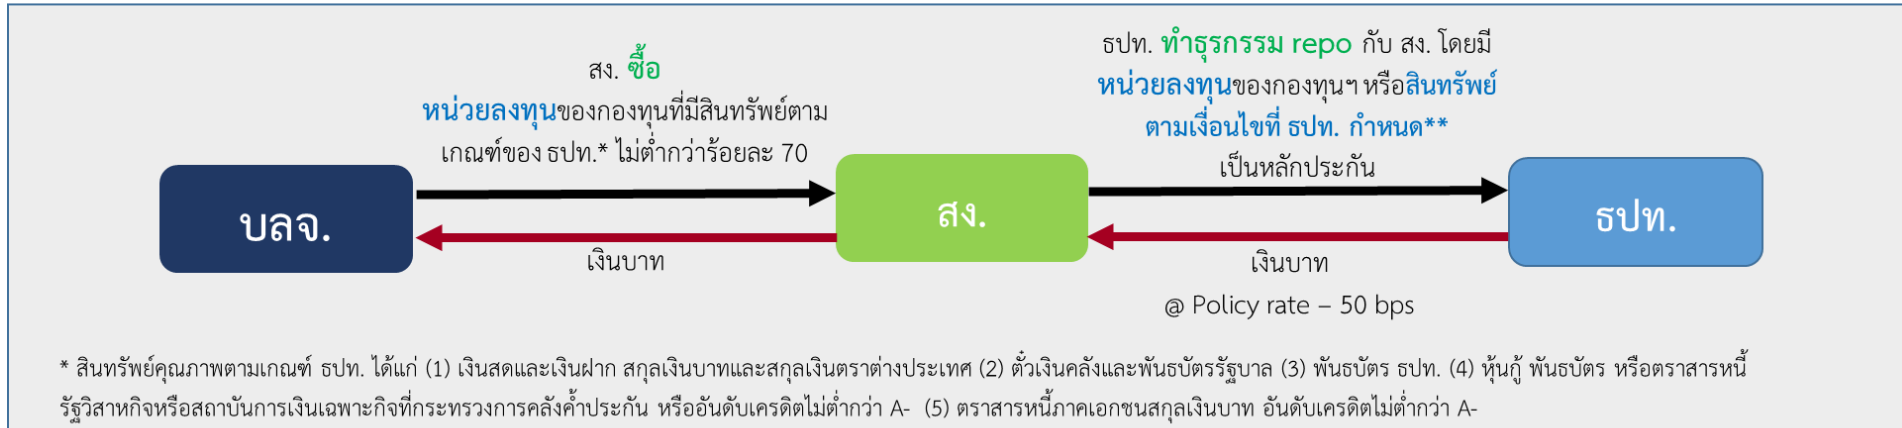 สง. ซื้อ
หน่วยลงทุนของกองทุนที่มีสินทรัพย์ตาม
เกณฑ์ของ ธปท.* ไม่ต่ำกว่าร้อยละ 70
ธปท. ทำธุรกรรม repo กับ สง. โดยมี
หน่วยลงทุนของกองทุนฯ หรือสินทรัพย์
ตามเงื่อนไขที่ ธปท. กำหนด**
เป็นหลักประกัน
บลจ.
สง.
ธปท.
เงินบาท
เงินบาท
@ Policy rate – 50 bps
* สินทรัพย์คุณภาพตามเกณฑ์ ธปท. ได้แก่ (1) เงินสดและเงินฝาก สกุลเงินบาทและสกุลเงินตราต่างประเทศ (2) ตั๋วเงินคลังและพันธบัตรรัฐบาล (3) พันธบัตร ธปท. (4) หุ้นกู้ พันธบัตร หรือตราสารหนี้
รัฐวิสาหกิจหรือสถาบันการเงินเฉพาะกิจที่กระทรวงการคลังค้ำประกัน หรืออันดับเครดิตไม่ต่ำกว่า A- (5) ตราสารหนี้ภาคเอกชนสกุลเงินบาท อันดับเครดิตไม่ต่ำกว่า A-